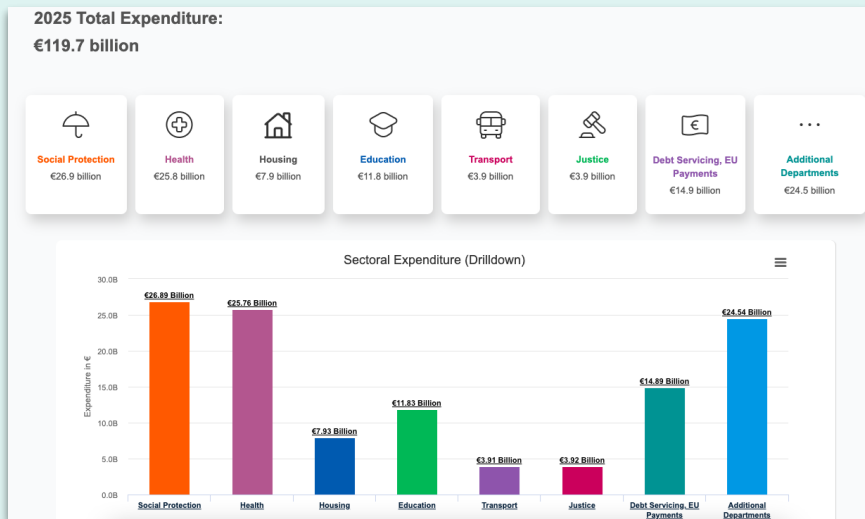 2025 Total Expenditure:
€119.7 billion
Social Protection
€26.9 billion
Health
€25.8 billion
Housing
€7.9 billion
Education
€11.8 billion
Transport
€3.9 billion
Justice
€3.9 billion
Debt Servicing, EU
Payments
€14.9 billion
Additional
Departments
€24.5 billion
Sectoral Expenditure (Drilldown)
Expenditure in €
30.0B
25.0B
20.0B
15.0B
10.0B
5.0B
0.0B
€26.89 Billion
€25.76 Billion
€7.93 Billion
€11.83 Billion
€3.91 Billion
€3.92 Billion
€14.89 Billion
€24.54 Billion
Social Protection
Health
Housing
Education
Transport
Justice
Debt Servicing, EU
Payments
Additional
Departments